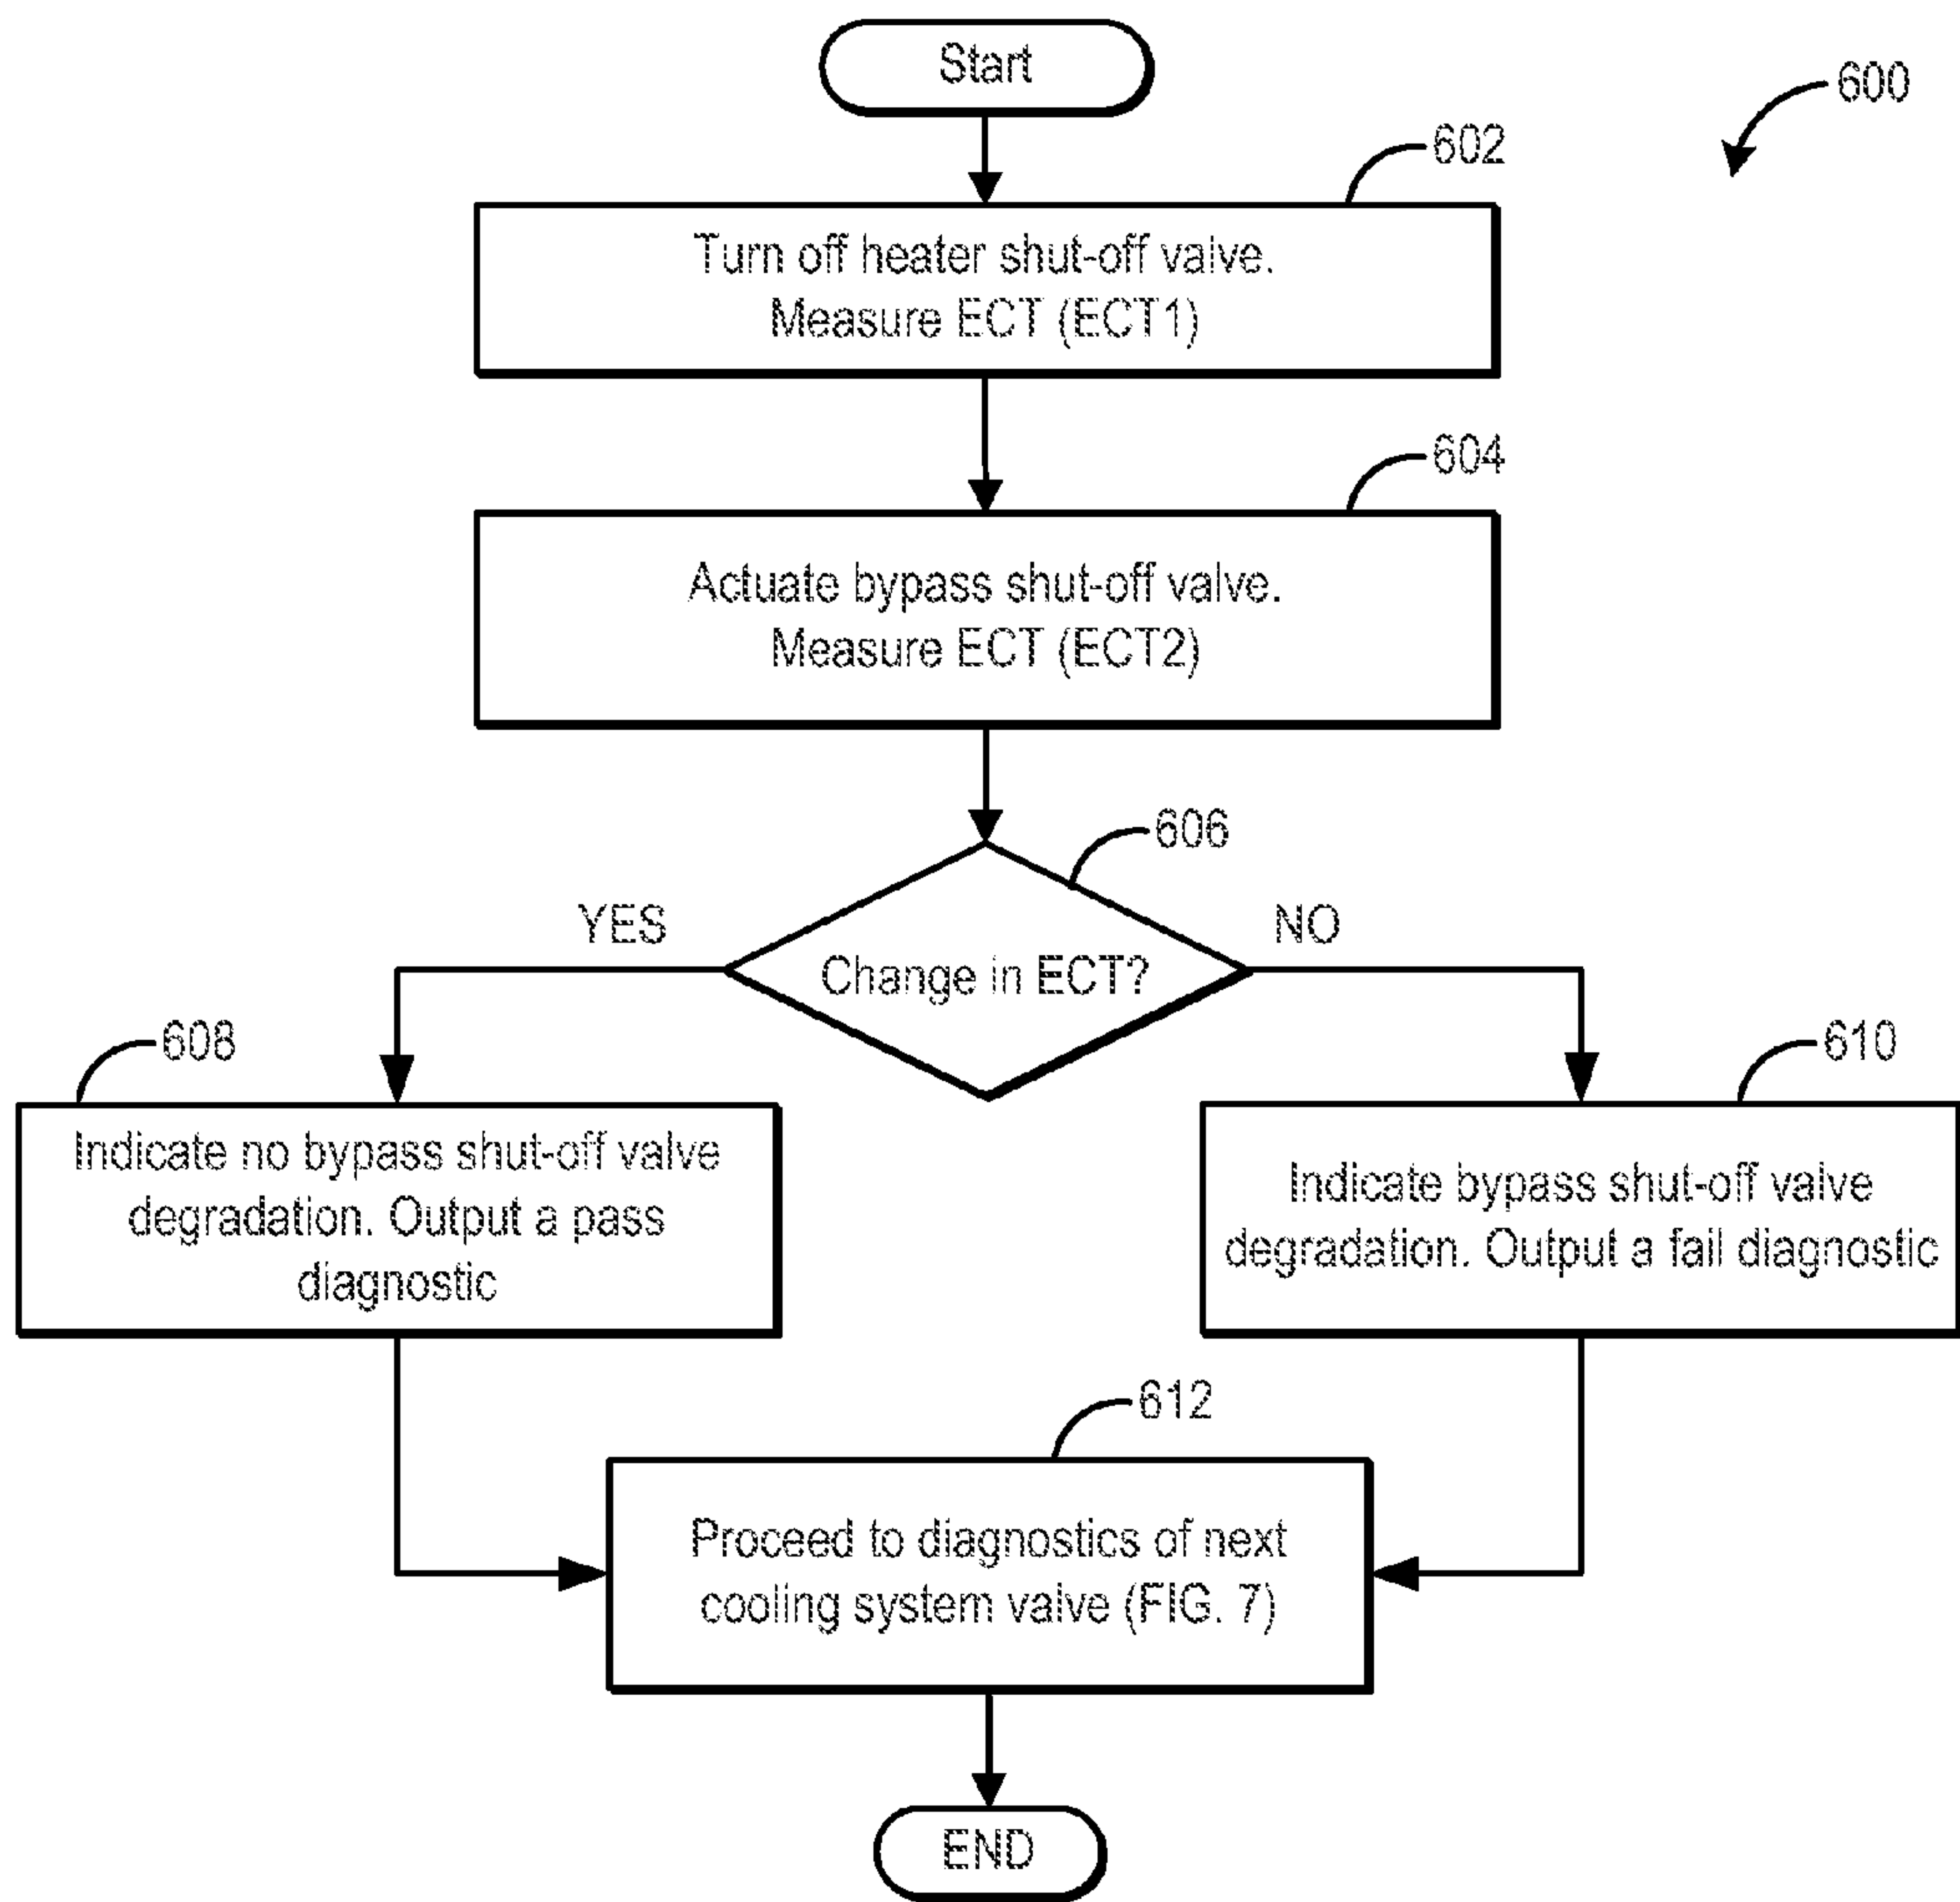 Start
600
602
Turn off heater shut-off valve.
Measure ECT (ECT1)
604
Actuate bypass shut-off valve.
Measure ECT (ECT2)
606
YES
NO
Change in ECT?
608
610
Indicate no bypass shut-off valve
degradation. Output a pass
diagnostic
Indicate bypass shut-off valve
degradation. Output a fail diagnostic
612
Proceed to diagnostics of next
cooling system valve (FIG. 7)
END